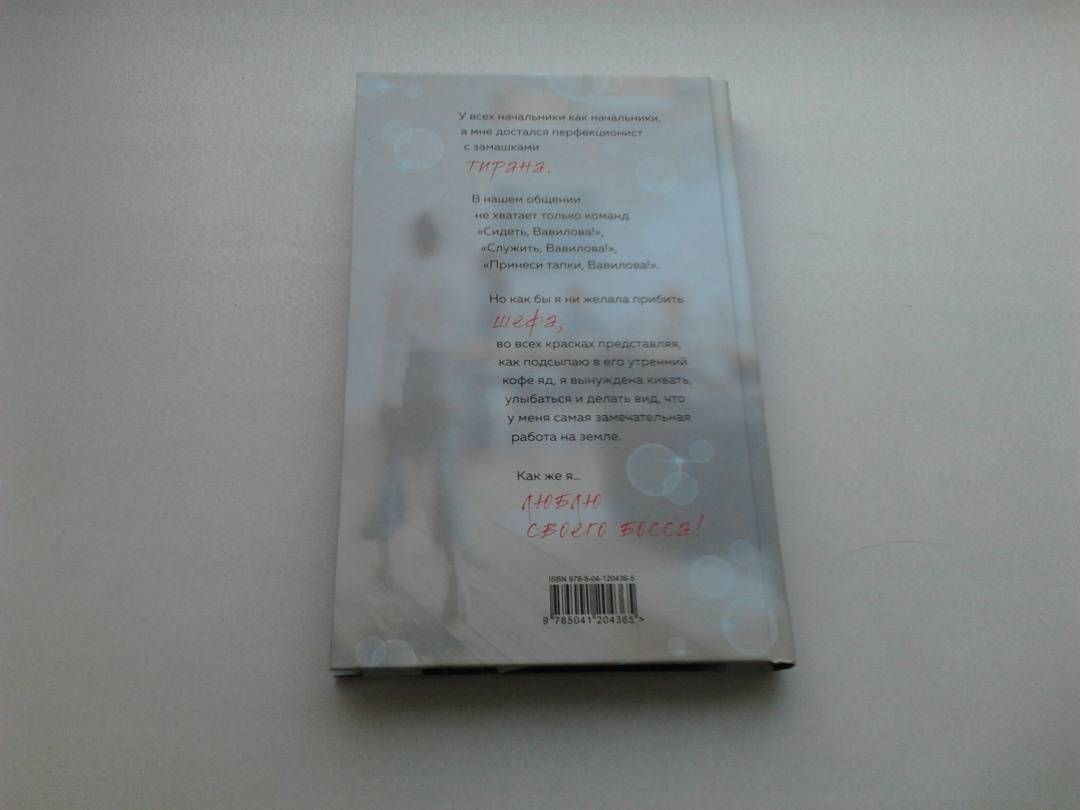 У всех начальники как начальники,
а мне достался перфекционист
с замашками
тирана.
В нашем общении
не хватает только команд
«Сидеть, Вавилова!»,
«Служить, Вавилова!»,
«Принеси тапки, Вавилова!».
Но как бы я ни желала прибить
шефа,
во всех красках представляя,
как подсыпаю в его утренний
кофе яд, я вынуждена кивать,
улыбаться и делать вид, что
у меня самая замечательная
работа на земле.
Как же я...
люблю
своего босса!
ISBN 978-5-04-120436-5
9 785041 204365 >